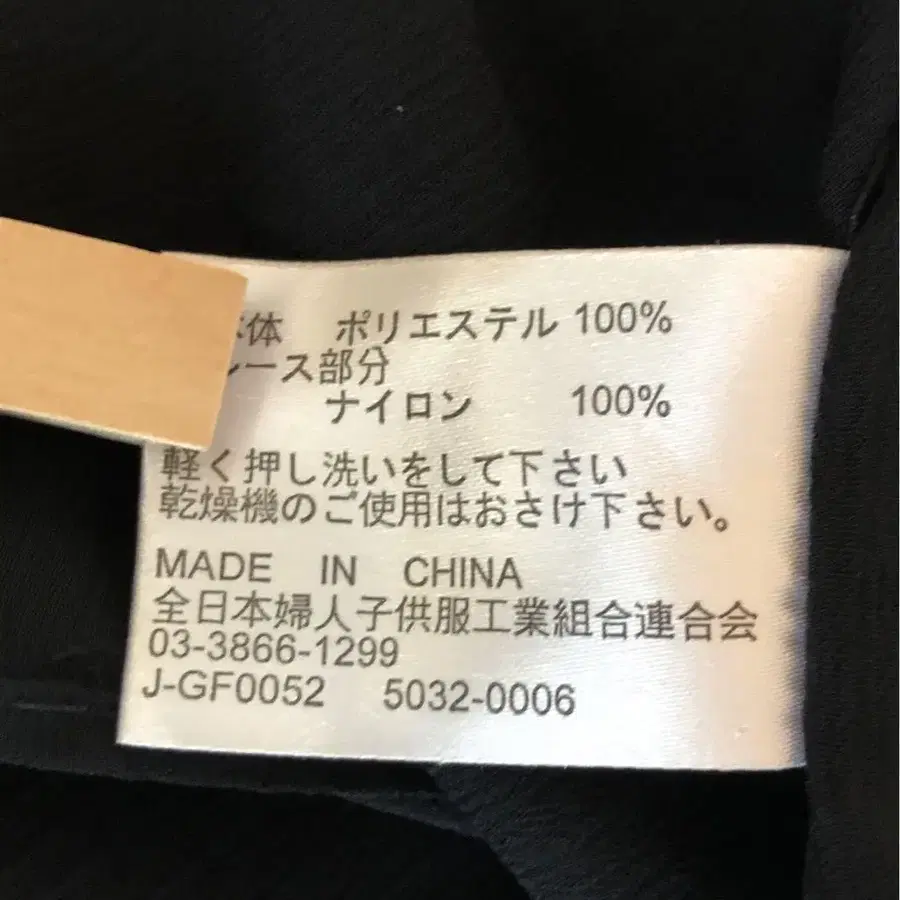 体 ポリエステル 100%
レース部分
ナイロン 100%
軽く押し洗いをして下さい
乾燥機のご使用はおさけ下さい。
MADE IN CHINA
全日本婦人子供服工業組合連合会
03-3866-1299
J-GF0052 5032-0006